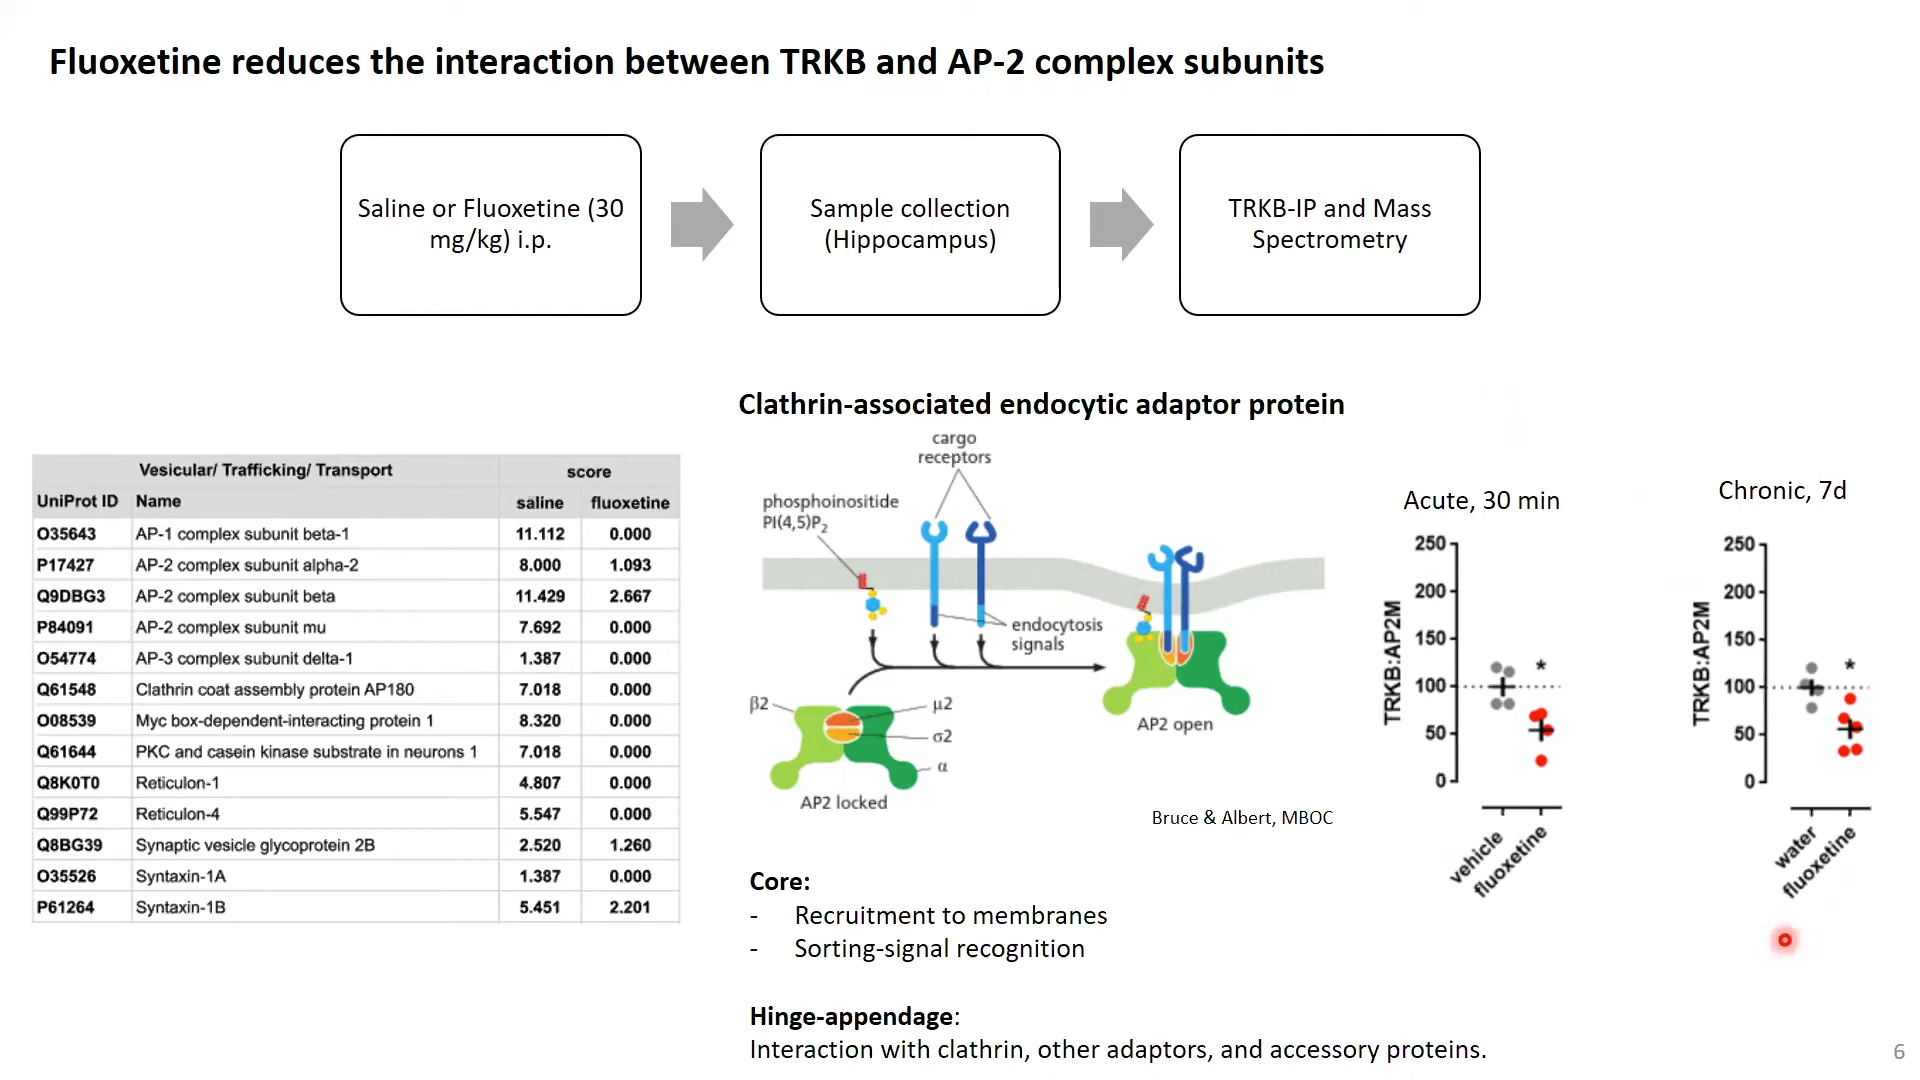 Fluoxetine reduces the interaction between TRKB and AP-2 complex subunits
Saline or Fluoxetine (30
mg/kg) i.p.
Sample collection
(Hippocampus)
TRKB-IP and Mass
Spectrometry
Vesicular/ Trafficking/ Transport score
UniProt ID Name saline fluoxetine
O35643 AP-1 complex subunit beta-1 11.112 0.000
P17427 AP-2 complex subunit alpha-2 8.000 1.093
Q9DBG3 AP-2 complex subunit beta 11.429 2.667
P84091 AP-2 complex subunit mu 7.692 0.000
O54774 AP-3 complex subunit delta-1 1.387 0.000
Q61548 Clathrin coat assembly protein AP180 7.018 0.000
O08539 Myc box-dependent-interacting protein 1 8.320 0.000
Q61644 PKC and casein kinase substrate in neurons 1 7.018 0.000
Q8K0T0 Reticulon-1 4.807 0.000
Q99P72 Reticulon-4 5.547 0.000
Q8BG39 Synaptic vesicle glycoprotein 2B 2.520 1.260
O35526 Syntaxin-1A 1.387 0.000
P61264 Syntaxin-1B 5.451 2.201
Clathrin-associated endocytic adaptor protein
cargo
receptors
phosphoinositide
PI(4,5)P2
endocytosis
signals
β2
μ2
σ2
α
AP2 locked
AP2 open
Bruce & Albert, MBOC
Core:
- Recruitment to membranes
- Sorting-signal recognition
Hinge-appendage:
Interaction with clathrin, other adaptors, and accessory proteins.
Acute, 30 min
TRKB:AP2M
250
200
150
100
50
0
*
vehicle
fluoxetine
Chronic, 7d
TRKB:AP2M
250
200
150
100
50
0
*
water
fluoxetine
6